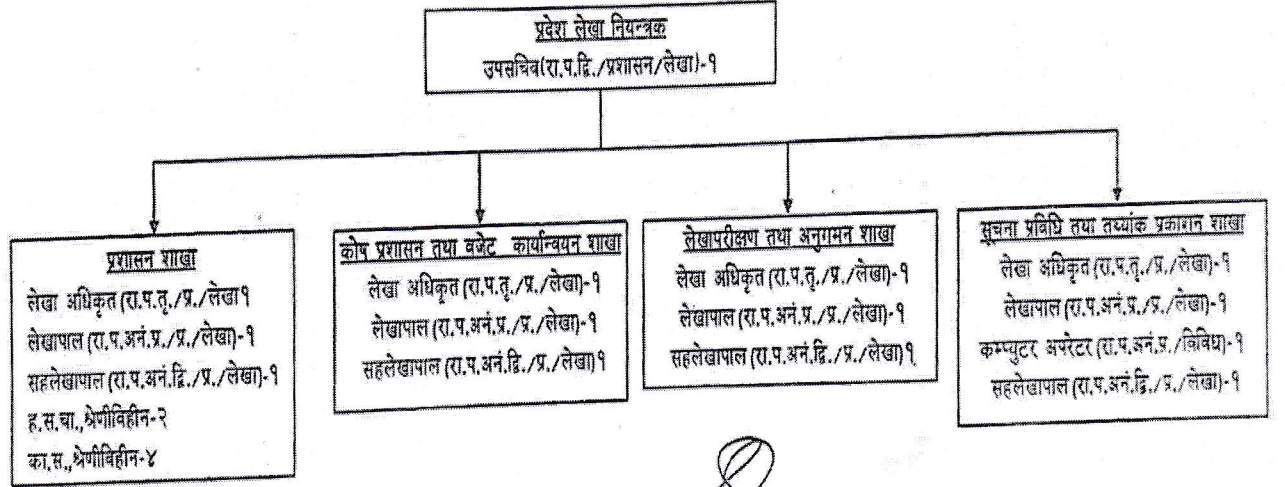 प्रदेश लेखा नियन्त्रक
उपसचिव(रा.प.द्वि./प्रशासन/लेखा)-१
प्रशासन शाखा
लेखा अधिकृत(रा.प.तृ./प्र./लेखा१
लेखापाल(रा.प.अनं.प्र./प्र./लेखा)-१
सहलेखापाल(रा.प.अनं.द्वि./प्र./लेखा)-१
ह.स.चा.,श्रेणीविहीन-२
का.स.,श्रेणीविहीन-४
कोष प्रशासन तथा वजेट कार्यान्वयन शाखा
लेखा अधिकृत(रा.प.तृ./प्र./लेखा)-१
लेखापाल(रा.प.अनं.प्र./प्र./लेखा)-१
सहलेखापाल(रा.प.अनं.द्वि./प्र./लेखा)१
लेखापरीक्षण तथा अनुगमन शाखा
लेखा अधिकृत(रा.प.तृ./प्र./लेखा)-१
लेखापाल(रा.प.अनं.प्र./प्र./लेखा)-१
सहलेखापाल(रा.प.अनं.द्वि./प्र./लेखा)१
सूचना प्रविधि तथा तथ्यांक प्रकाशन शाखा
लेखा अधिकृत(रा.प.तृ./प्र./लेखा)-१
लेखापाल(रा.प.अनं.प्र./प्र./लेखा)-१
कम्प्युटर अपरेटर(रा.प.अनं.प्र./विविध)-१
सहलेखापाल(रा.प.अनं.द्वि./प्र./लेखा)-१